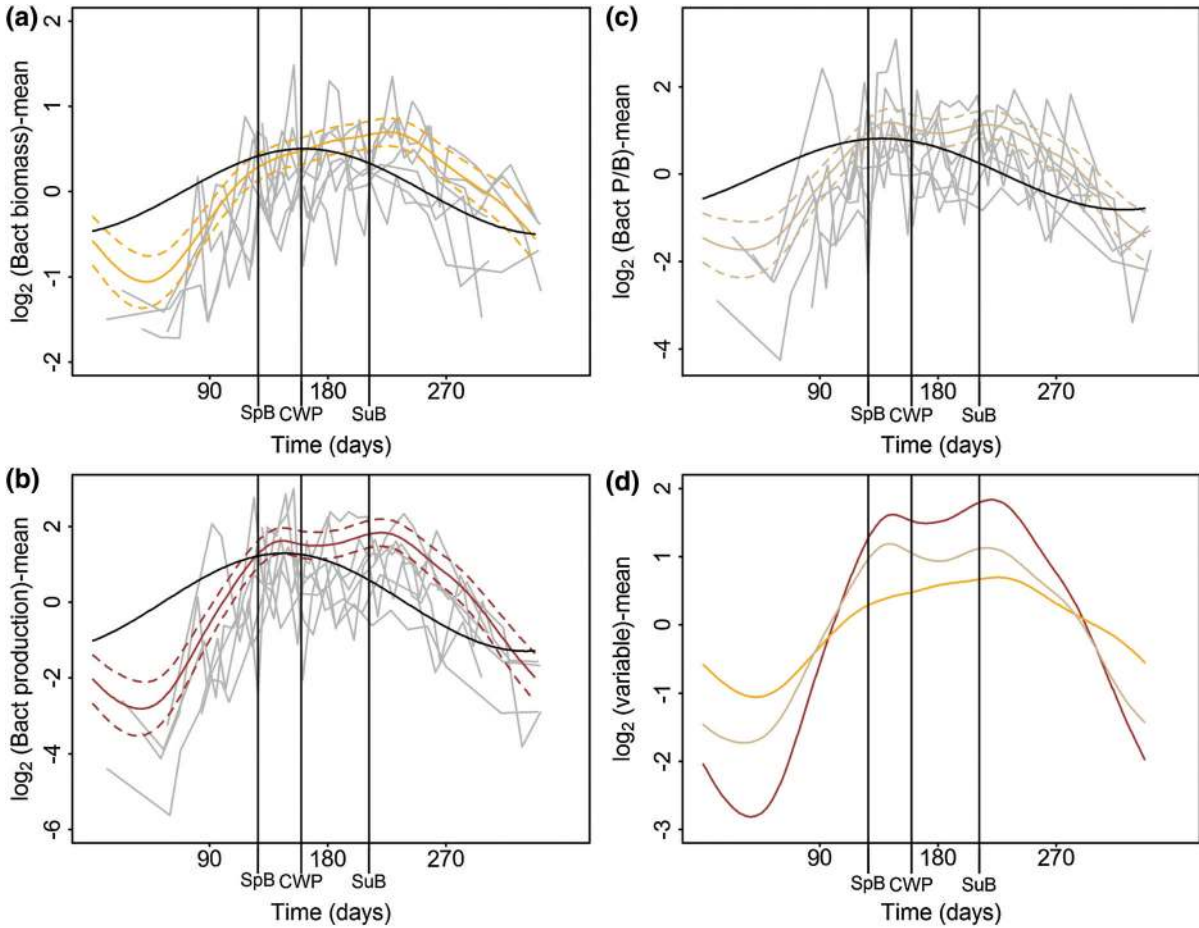 (a)
log₂ (Bact biomass)-mean
2
1
0
-1
-2
90 180 270
SpB CWP SuB
Time (days)
(c)
log₂ (Bact P/B)-mean
2
0
-2
-4
90 180 270
SpB CWP SuB
Time (days)
(b)
log₂ (Bact production)-mean
2
0
-2
-4
-6
90 180 270
SpB CWP SuB
Time (days)
(d)
log₂ (variable)-mean
2
1
0
-1
-2
-3
90 180 270
SpB CWP SuB
Time (days)